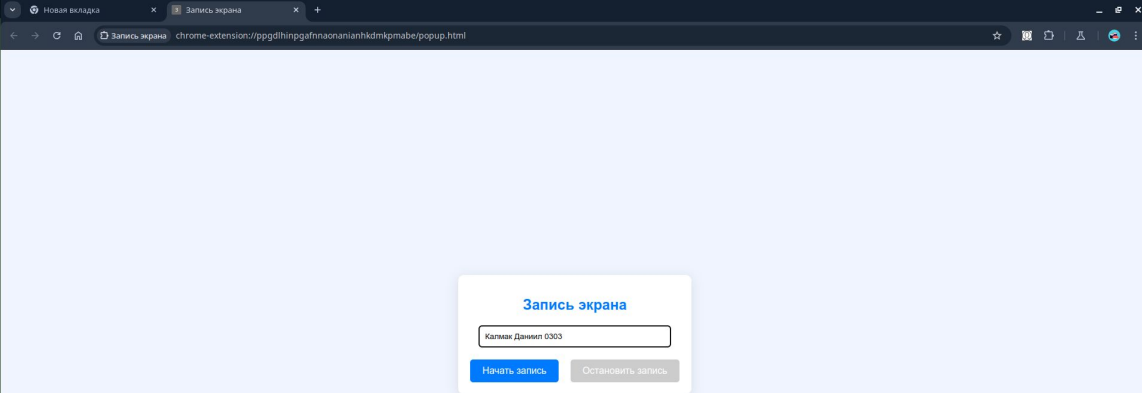 Новая вкладка
Запись экрана
Запись экрана chrome-extension://ppgdlhinpgafnnaonanianhkdmkpmabe/popup.html
Запись экрана
Калмак Даниил 0303
Начать запись
Остановить запись